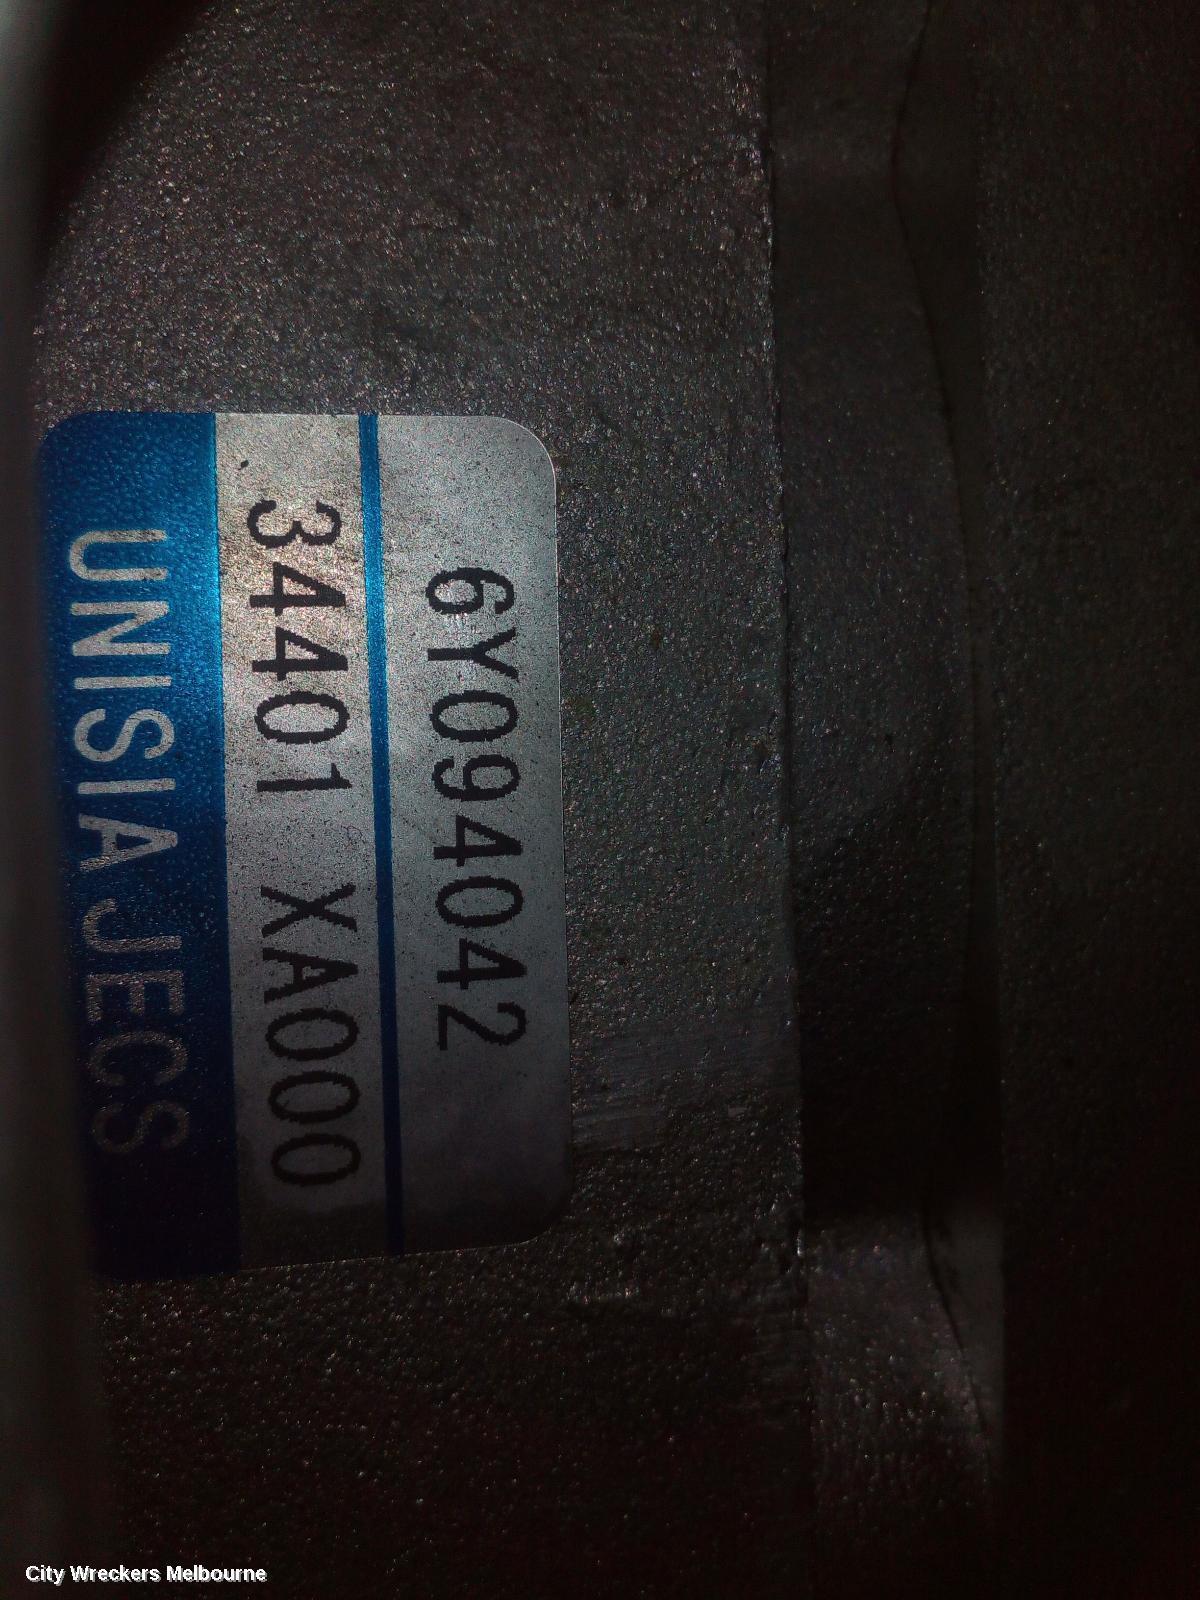 6Y094042
34401 XA000
UNISIA JECS
City Wreckers Melbourne